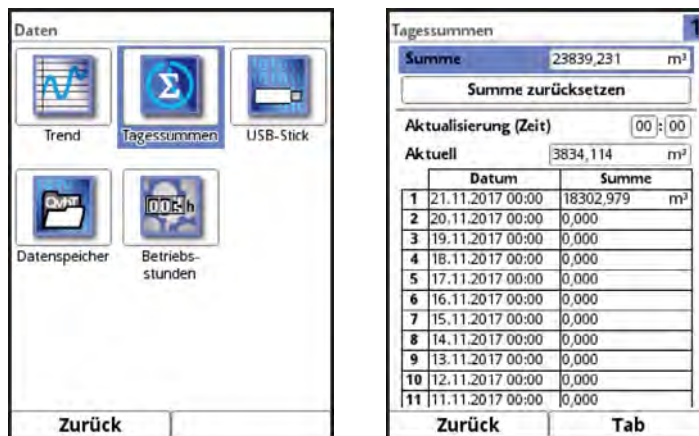 Daten
Trend
Tagessummen
USB-Stick
Datenspeicher
Betriebs-
stunden
Zurück
Tagessummen 1
Summe 23839,231 m³
Summe zurücksetzen
Aktualisierung (Zeit) 00 : 00
Aktuell 3834,114 m³
Datum Summe
1 21.11.2017 00:00 18302,979 m³
2 20.11.2017 00:00 0,000
3 19.11.2017 00:00 0,000
4 18.11.2017 00:00 0,000
5 17.11.2017 00:00 0,000
6 16.11.2017 00:00 0,000
7 15.11.2017 00:00 0,000
8 14.11.2017 00:00 0,000
9 13.11.2017 00:00 0,000
10 12.11.2017 00:00 0,000
11 11.11.2017 00:00 0,000
Zurück Tab